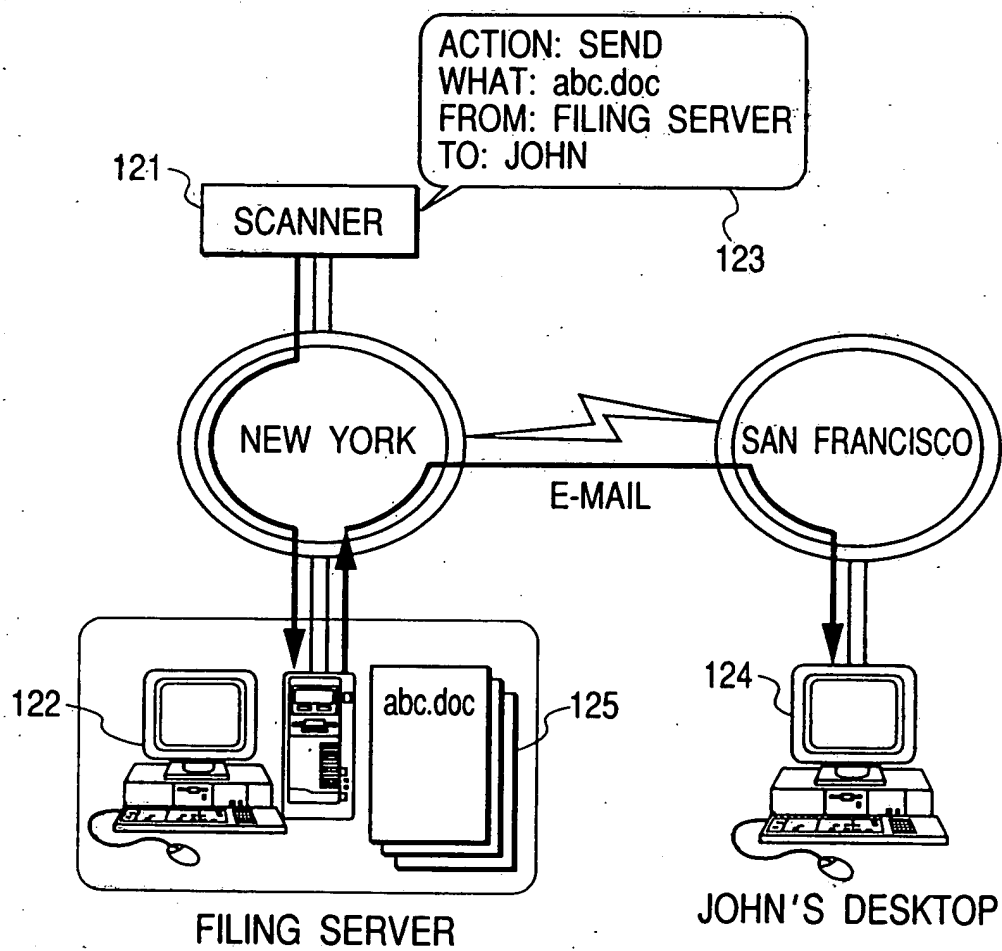 ACTION: SEND
WHAT: abc.doc
FROM: FILING SERVER
TO: JOHN
121
SCANNER
123
NEW YORK
SAN FRANCISCO
E-MAIL
122
abc.doc
125
124
FILING SERVER
JOHN'S DESKTOP